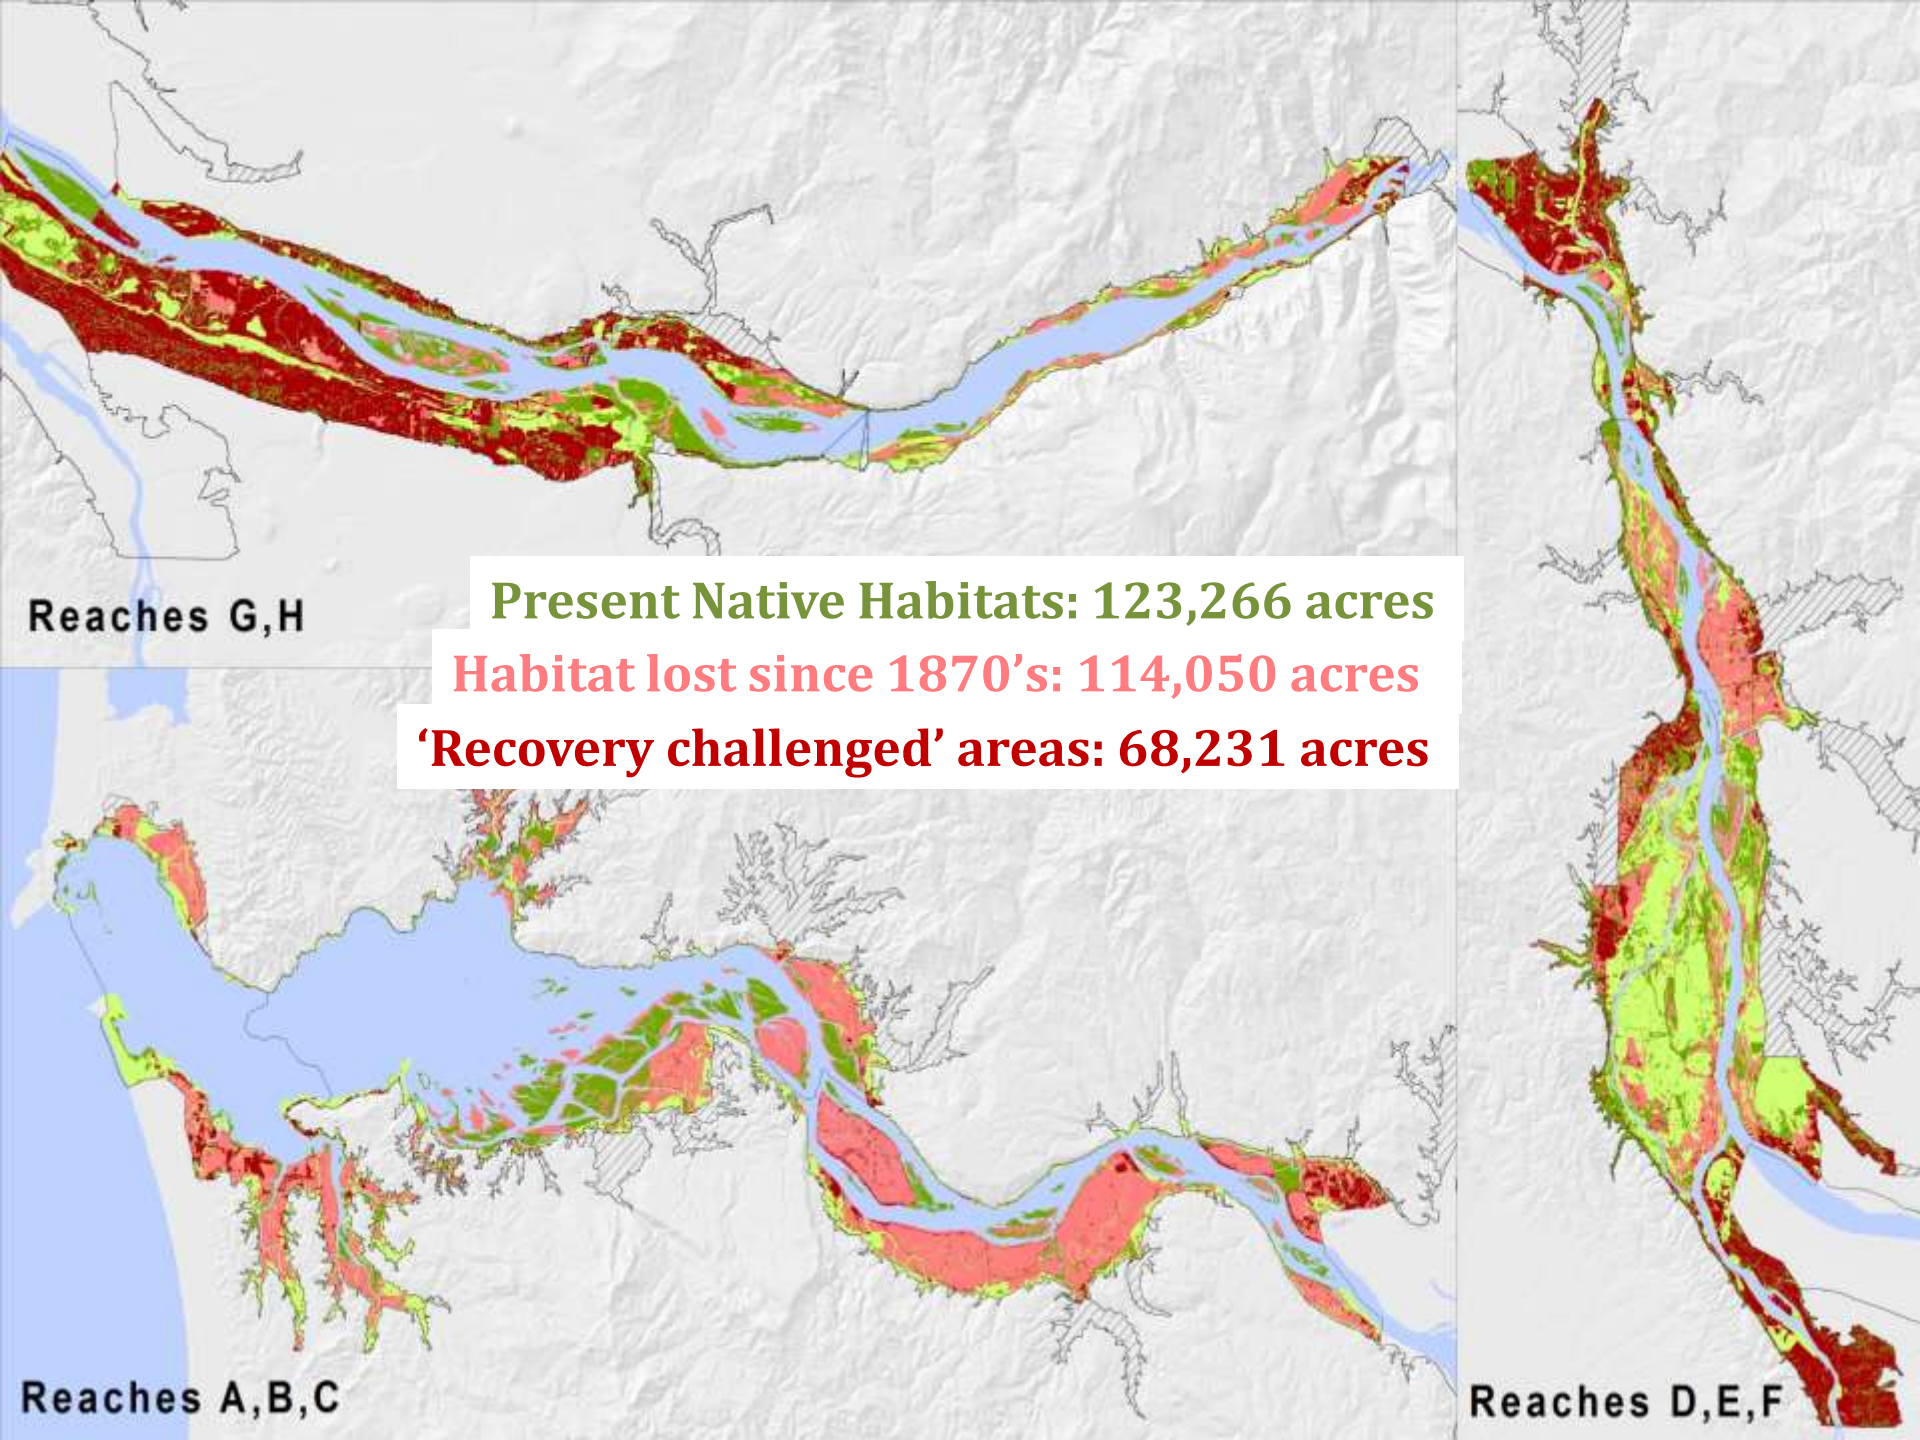 Reaches G,H
Present Native Habitats: 123,266 acres
Habitat lost since 1870’s: 114,050 acres
‘Recovery challenged’ areas: 68,231 acres
Reaches A,B,C
Reaches D,E,F